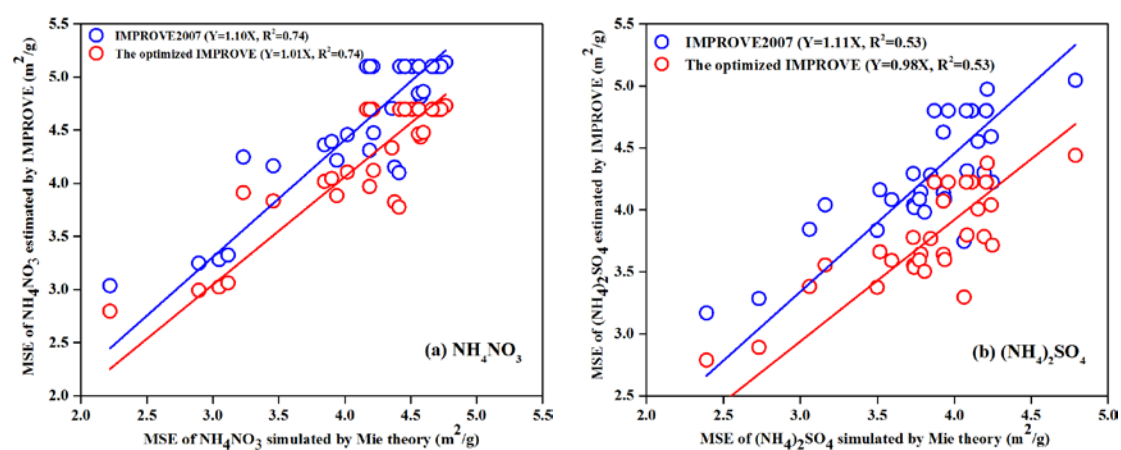 IMPROVE2007 (Y=1.10X, R²=0.74)
The optimized IMPROVE (Y=1.01X, R²=0.74)
MSE of NH₄NO₃ estimated by IMPROVE (m²/g)
5.5
5.0
4.5
4.0
3.5
3.0
2.5
2.0
(a) NH₄NO₃
2.0 2.5 3.0 3.5 4.0 4.5 5.0 5.5
MSE of NH₄NO₃ simulated by Mie theory (m²/g)
IMPROVE2007 (Y=1.11X, R²=0.53)
The optimized IMPROVE (Y=0.98X, R²=0.53)
MSE of (NH₄)₂SO₄ estimated by IMPROVE (m²/g)
5.5
5.0
4.5
4.0
3.5
3.0
2.5
(b) (NH₄)₂SO₄
2.0 2.5 3.0 3.5 4.0 4.5 5.0
MSE of (NH₄)₂SO₄ simulated by Mie theory (m²/g)